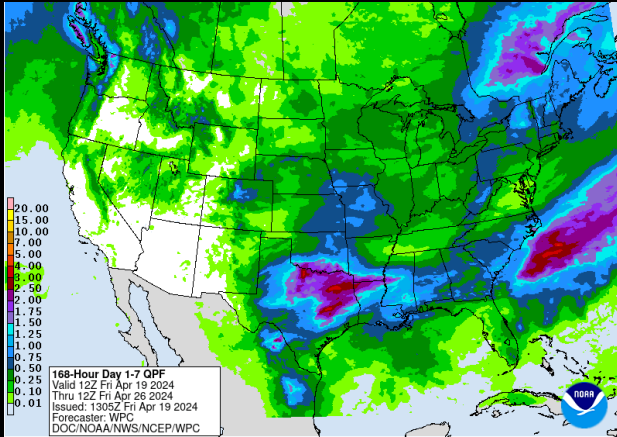 20.00
15.00
10.00
7.00
5.00
4.00
3.00
2.50
2.00
1.75
1.50
1.25
1.00
0.75
0.50
0.25
0.10
0.01
168-Hour Day 1-7 QPF
Valid 12Z Fri Apr 19 2024
Thru 12Z Fri Apr 26 2024
Issued: 1305Z Fri Apr 19 2024
Forecaster: WPC
DOC/NOAA/NWS/NCEP/WPC
NOAA